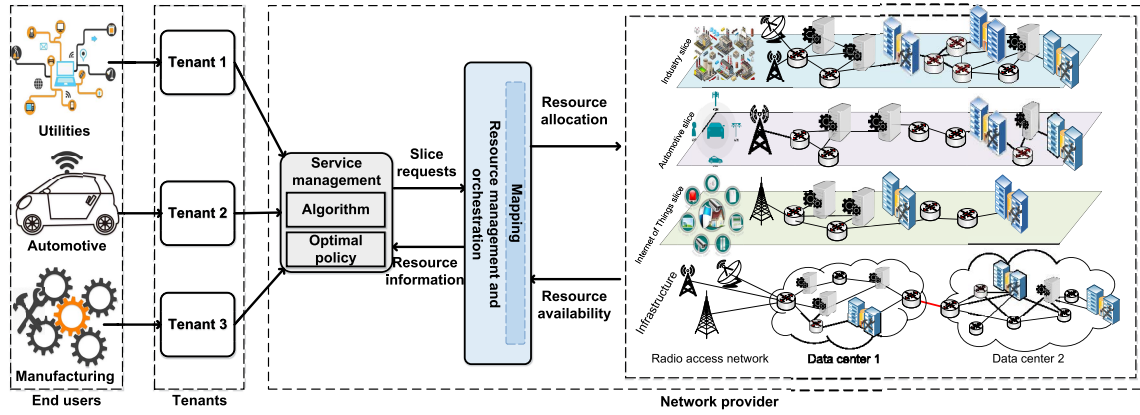 Utilities
Automotive
Manufacturing
End users
Tenant 1
Tenant 2
Tenant 3
Tenants
Service
management
Algorithm
Optimal
policy
Slice
requests
Resource
information
Resource management and
orchestration
Mapping
Resource
allocation
Resource
availability
Industry slice
Automotive slice
Internet of Things slice
Infrastructure
Radio access network
Data center 1
Data center 2
Network provider